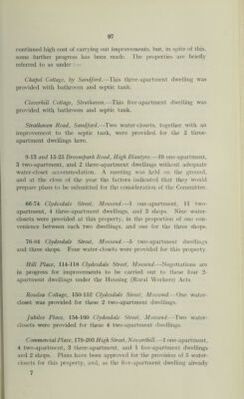 97
continued high cost of carrying out improvements, but, in spite of this,
some further progress has been made. The properties are briefly
referred to as under :—
Chapel Cottage, by Sandford.—This three-apartment dwelling was
provided with bathroom and septic tank.
Cloverhill Cottage, Strathaven.—This five-apartment dwelling was
provided with bathroom and septic tank.
Strathaven Road, Sandford.—Two water-closets, together with an
improvement to the septic tank, were provided for the 2 three-
apartment dwellings here.
9-13 and 15-25 Broompark Road, High Blantyre.—10 one-apartment,
3 two-apartment, and 2 three-apartment dwellings without adequate
water-closet accommodation. A meeting was held on the ground,
and at the close of the year the factors indicated that they would
prepare plans to be submitted for the consideration of the Committee.
66-74 Clydesdale Street, Mossend.—4 one-apartment, 11 two-
apartment, 4 three-apartment dwellings, and 3 shops. Nine water-
closets were provided at this property, in the proportion of one con-
venience between each two dwellings, and one for the three shops.
76-84 Clydesdale Street, Mossend.—8 two-apartment dwellings
and three shops. Four water-closets were provided for this property.
Hill Place, 114-118 Clydesdale Street, Mossend.—Negotiations are
in progress for improvements to be carried out to these four 2-
apartment dwellings under the Housing (Rural Workers) Acts.
Clydesdale Street, Mossend.—One water-
closet was provided for these 2 two-apartment dwellings.
Jubilee Place, 154-160 Clydesdale Street, Mossend.—Two water-
closets were provided for these 4 two-apartment dwellings.
Commercial Place, 179-203 High Street, Newarthill.—1 one-apartment,
4 two-apartment, 3 three-apartment, and 1 five-apartment dwellings
and 2 shops. Plans have been approved for the provision of 5 water-
closets for this property, and, as the five-apartment dwelling already
7